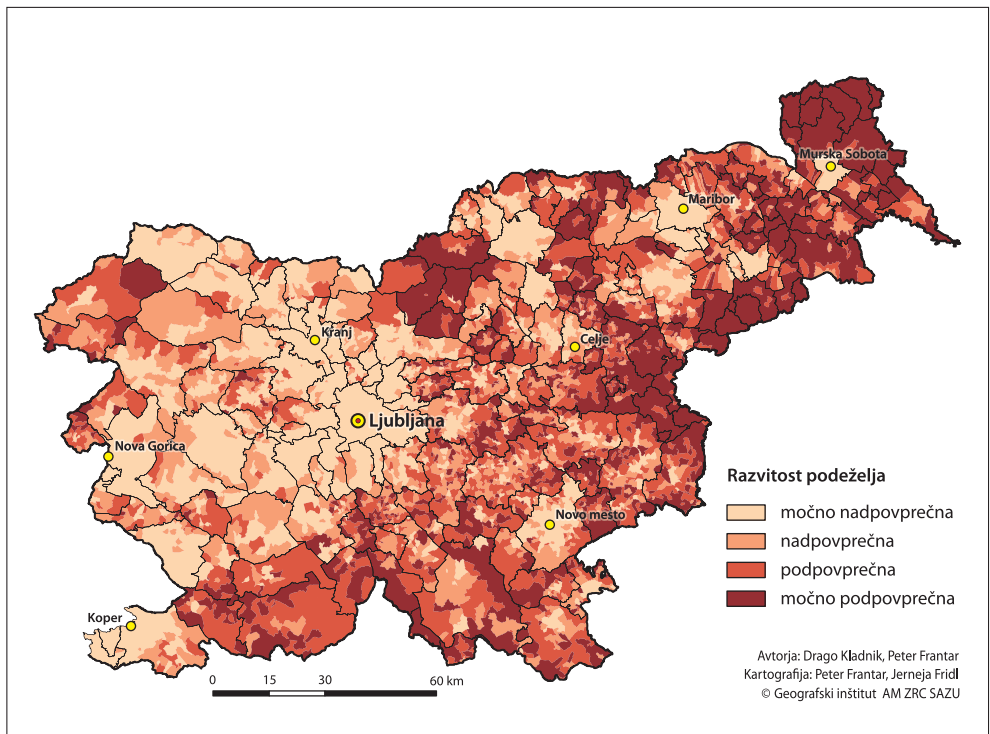 Murska Sobota
Maribor
Kranj
Celje
Ljubljana
Nova Gorica
Novo mesto
Koper
Razvitost podeželja
močno nadpovprečna
nadpovprečna
podpovprečna
močno podpovprečna
0 15 30 60 km
Avtorja: Drago Kladnik, Peter Frantar
Kartografija: Peter Frantar, Jerneja Fridl
© Geografski inštitut AM ZRC SAZU